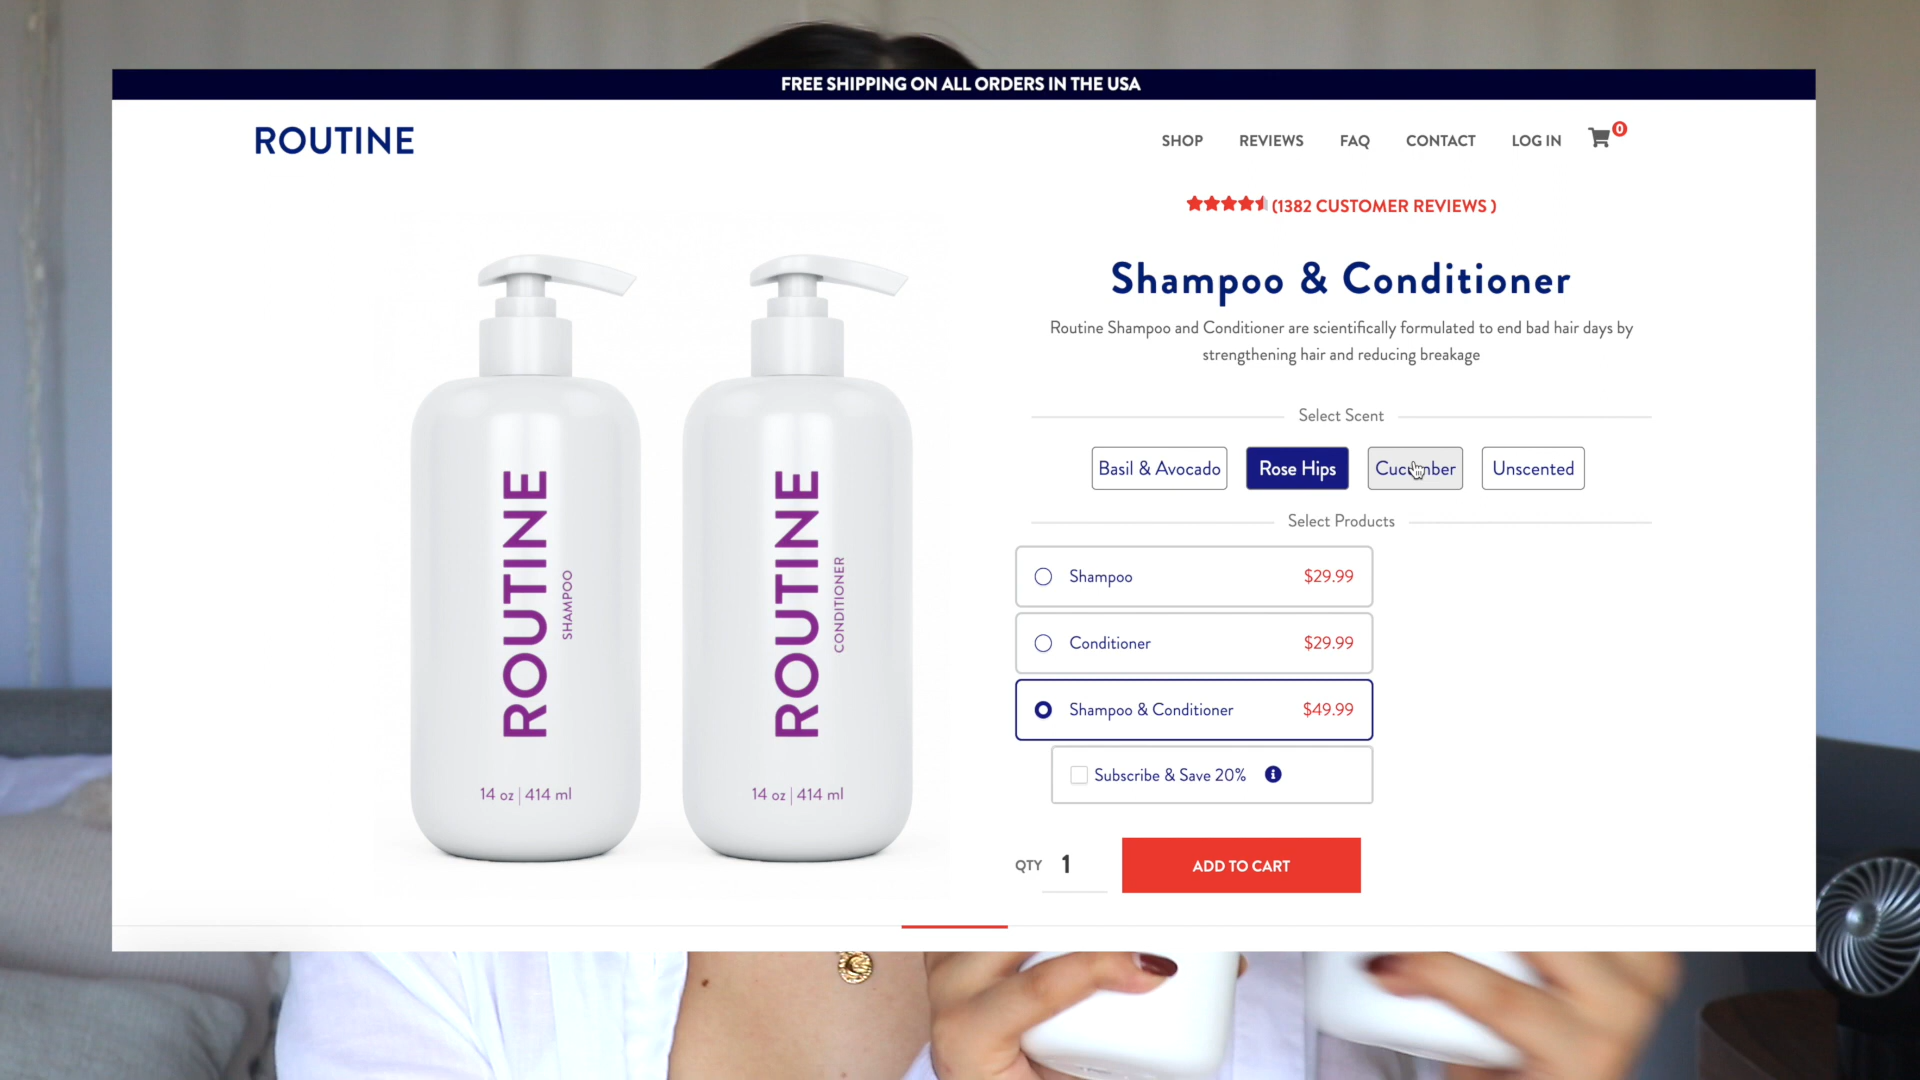 FREE SHIPPING ON ALL ORDERS IN THE USA
ROUTINE
SHOP
REVIEWS
FAQ
CONTACT
LOG IN
0
(1382 CUSTOMER REVIEWS )
Shampoo & Conditioner
Routine Shampoo and Conditioner are scientifically formulated to end bad hair days by
strengthening hair and reducing breakage
Select Scent
Basil & Avocado
Rose Hips
Cucumber
Unscented
Select Products
Shampoo $29.99
Conditioner $29.99
Shampoo & Conditioner $49.99
Subscribe & Save 20%
QTY 1
ADD TO CART
ROUTINE
SHAMPOO
14 oz | 414 ml
ROUTINE
CONDITIONER
14 oz | 414 ml